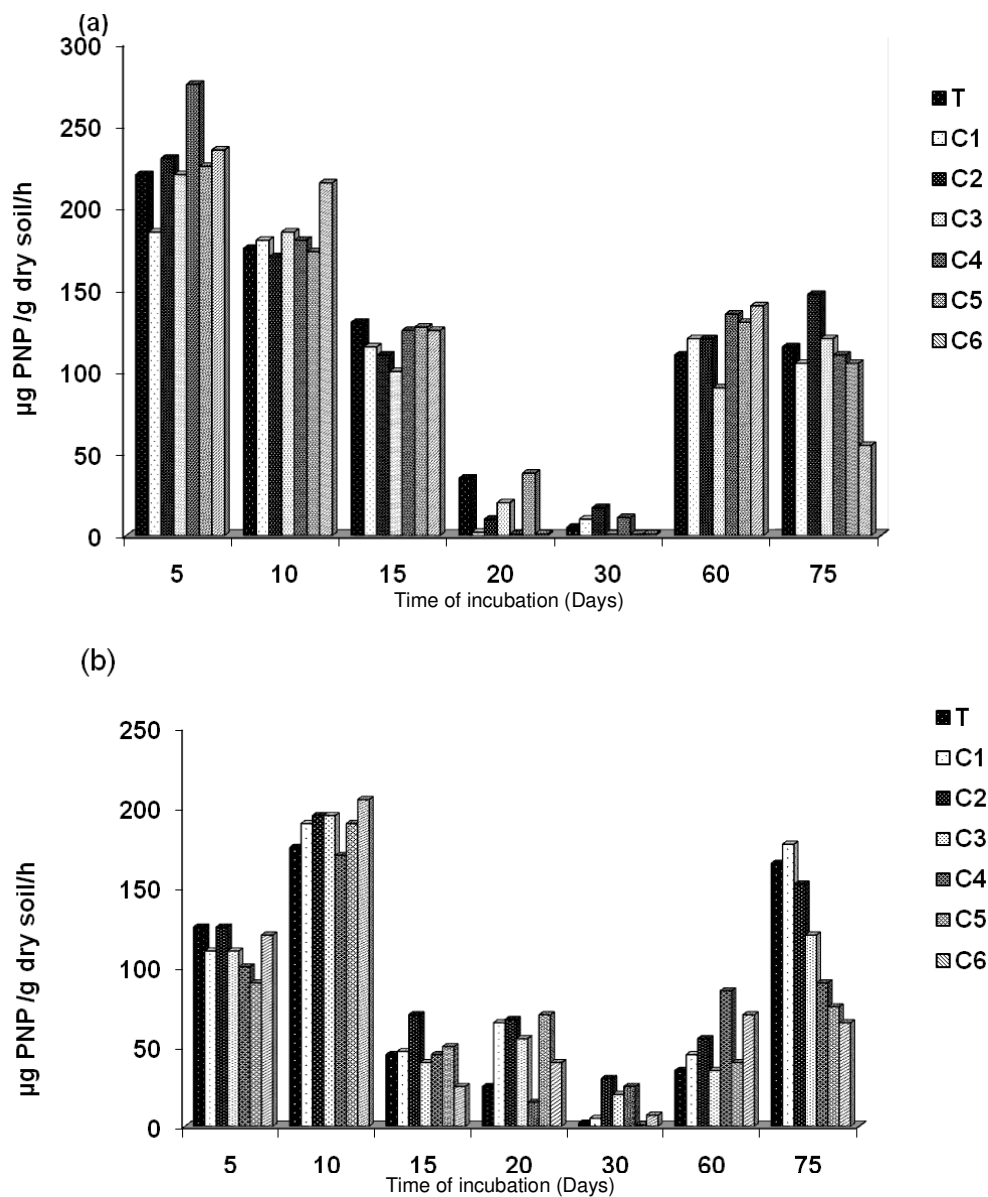 (a)
300
250
200
150
100
50
0
µg PNP /g dry soil/h
5 10 15 20 30 60 75
Time of incubation (Days)
T
C1
C2
C3
C4
C5
C6
(b)
250
200
150
100
50
0
µg PNP /g dry soil/h
5 10 15 20 30 60 75
Time of incubation (Days)
T
C1
C2
C3
C4
C5
C6